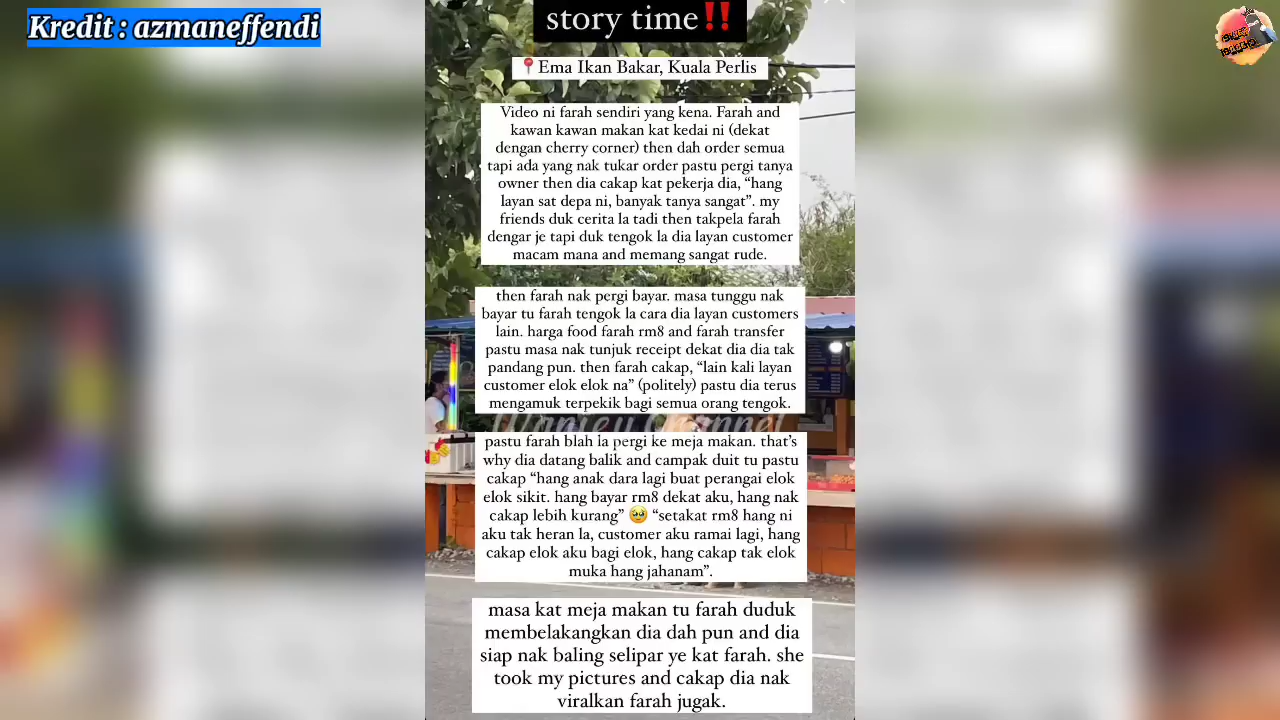 Kredit : azmaneffendi
story time‼️
📍Ema Ikan Bakar, Kuala Perlis
Video ni farah sendiri yang kena. Farah and
kawan kawan makan kat kedai ni (dekat
dengan cherry corner) then dah order semua
tapi ada yang nak tukar order pastu pergi tanya
owner then dia cakap kat pekerja dia, “hang
layan sat depa ni, banyak tanya sangat”. my
friends duk cerita la tadi then takpela farah
dengar je tapi duk tengok la dia layan customer
macam mana and memang sangat rude.
then farah nak pergi bayar. masa tunggu nak
bayar tu farah tengok la cara dia layan customers
lain. harga food farah rm8 and farah transfer
pastu masa nak tunjuk receipt dekat dia dia tak
pandang pun. then farah cakap, “lain kali layan
customer elok elok na” (politely) pastu dia terus
mengamuk terpekik bagi semua orang tengok.
pastu farah blah la pergi ke meja makan. that’s
why dia datang balik and campak duit tu pastu
cakap “hang anak dara lagi buat perangai elok
elok sikit. hang bayar rm8 dekat aku, hang nak
cakap lebih kurang” 🥹 “setakat rm8 hang ni
aku tak heran la, customer aku ramai lagi, hang
cakap elok aku bagi elok, hang cakap tak elok
muka hang jahanam”.
masa kat meja makan tu farah duduk
membelakangkan dia dah pun and dia
siap nak baling selipar ye kat farah. she
took my pictures and cakap dia nak
viralkan farah jugak.